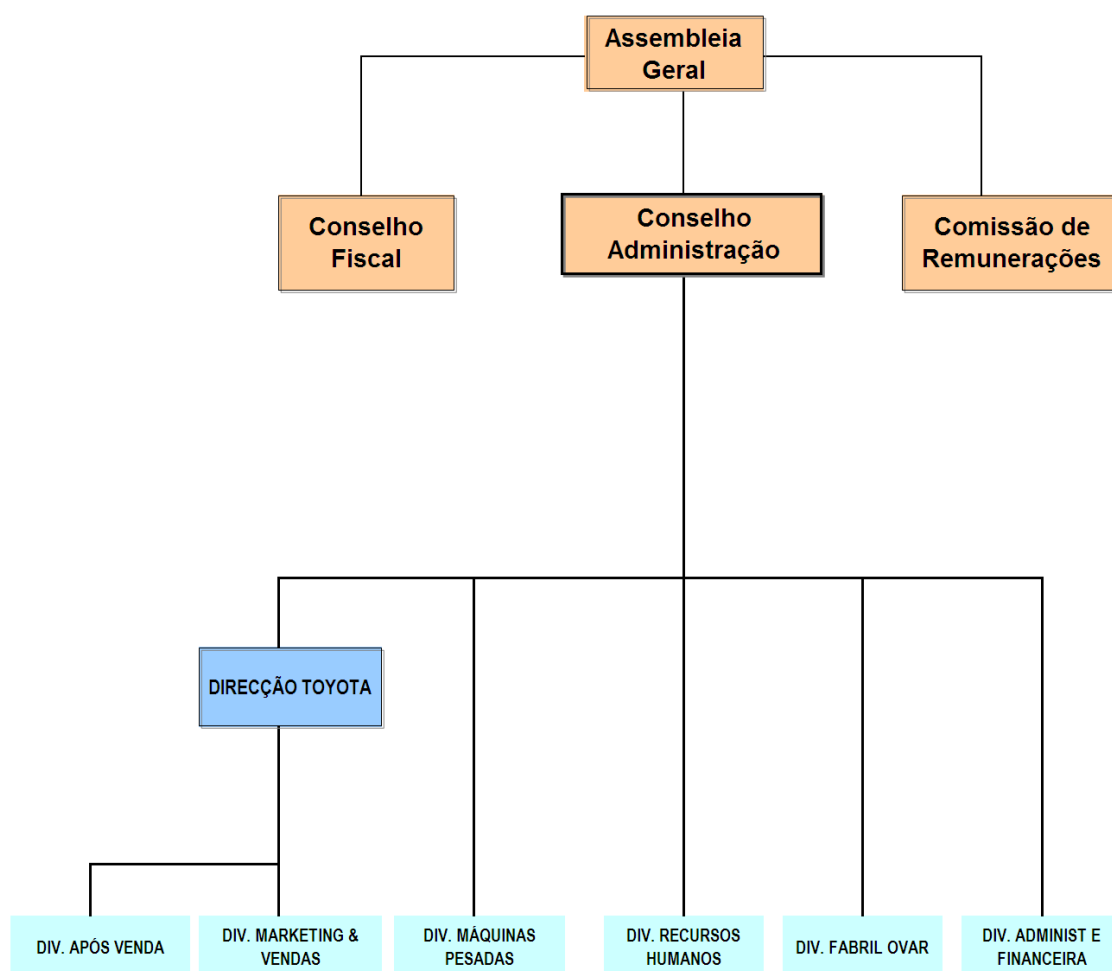 Assembleia
Geral
Conselho
Fiscal
Conselho
Administração
Comissão de
Remunerações
DIRECÇÃO TOYOTA
DIV. APÓS VENDA
DIV. MARKETING &
VENDAS
DIV. MÁQUINAS
PESADAS
DIV. RECURSOS
HUMANOS
DIV. FABRIL OVAR
DIV. ADMINIST E
FINANCEIRA